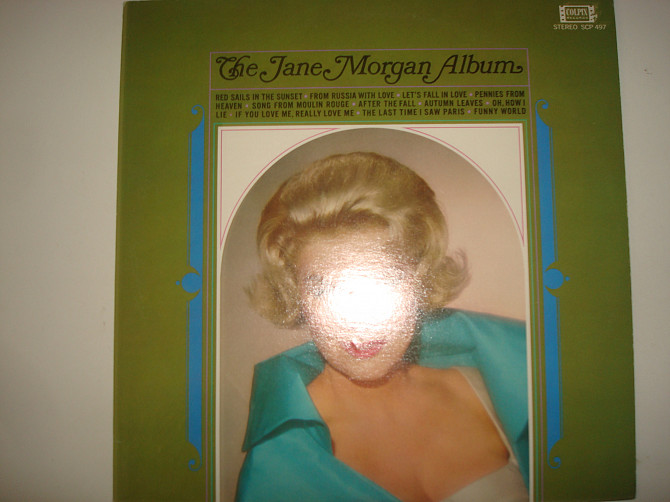 COLPIX
RECORDS
STEREO SCP 497
The Jane Morgan Album
RED SAILS IN THE SUNSET • FROM RUSSIA WITH LOVE • LET'S FALL IN LOVE • PENNIES FROM
HEAVEN • SONG FROM MOULIN ROUGE • AFTER THE FALL • AUTUMN LEAVES • OH, HOW I
LIE • IF YOU LOVE ME, REALLY LOVE ME • THE LAST TIME I SAW PARIS • FUNNY WORLD